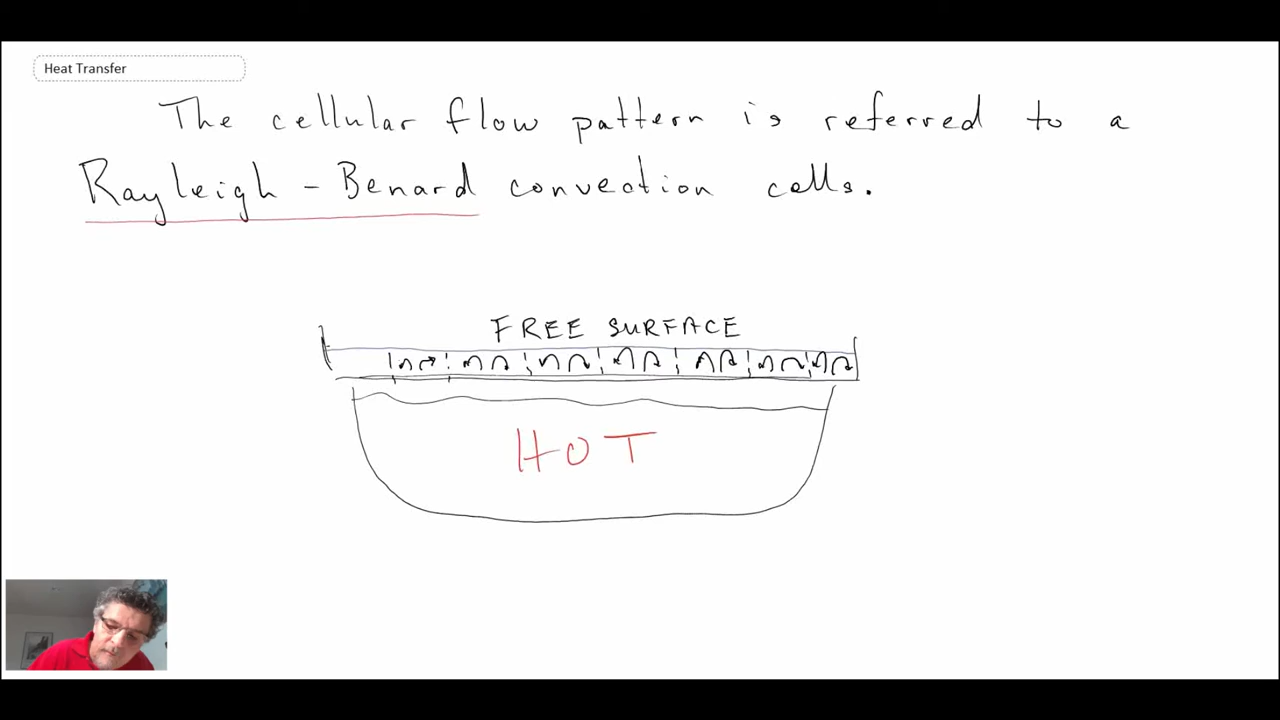 Heat Transfer
The cellular flow pattern is referred to a
Rayleigh - Benard convection cells.
FREE SURFACE
HOT